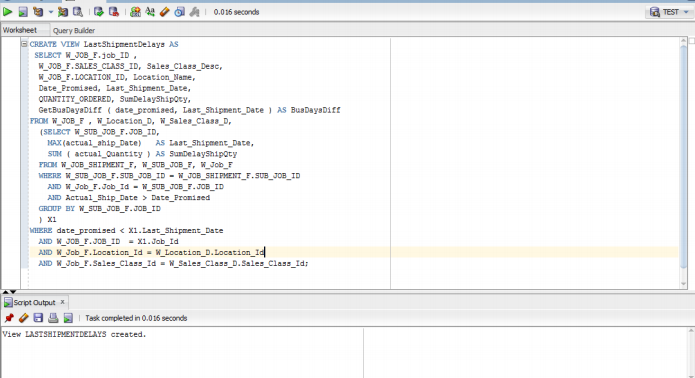 0.016 seconds
TEST
Worksheet Query Builder
CREATE VIEW LastShipmentDelays AS
SELECT W_JOB_F.job_ID ,
W_JOB_F.SALES_CLASS_ID, Sales_Class_Desc,
W_JOB_F.LOCATION_ID, Location_Name,
Date_Promised, Last_Shipment_Date,
QUANTITY_ORDERED, SumDelayShipQty,
GetBusDaysDiff ( date_promised, Last_Shipment_Date ) AS BusDaysDiff
FROM W_JOB_F , W_Location_D, W_Sales_Class_D,
(SELECT W_SUB_JOB_F.JOB_ID,
MAX(actual_ship_Date) AS Last_Shipment_Date,
SUM ( actual_Quantity ) AS SumDelayShipQty
FROM W_JOB_SHIPMENT_F, W_SUB_JOB_F, W_Job_F
WHERE W_SUB_JOB_F.SUB_JOB_ID = W_JOB_SHIPMENT_F.SUB_JOB_ID
AND W_Job_F.Job_Id = W_SUB_JOB_F.JOB_ID
AND Actual_Ship_Date > Date_Promised
GROUP BY W_SUB_JOB_F.JOB_ID
) X1
WHERE date_promised < X1.Last_Shipment_Date
AND W_JOB_F.JOB_ID = X1.Job_Id
AND W_Job_F.Location_Id = W_Location_D.Location_Id
AND W_Job_F.Sales_Class_Id = W_Sales_Class_D.Sales_Class_Id;
Script Output x
Task completed in 0.016 seconds
View LASTSHIPMENTDELAYS created.